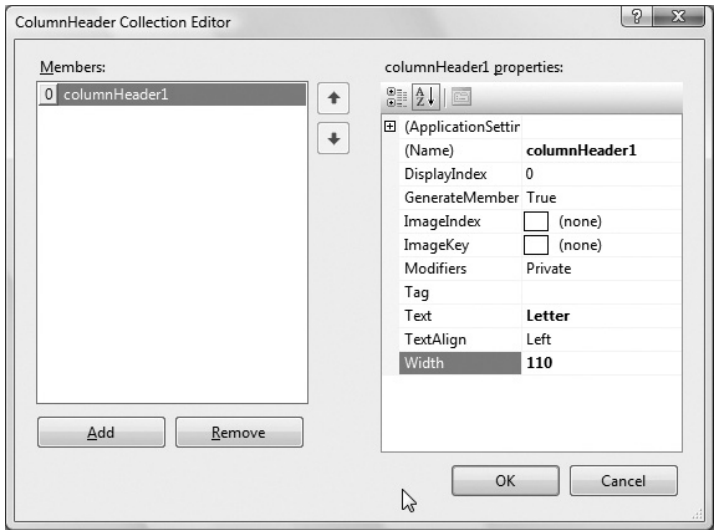 ColumnHeader Collection Editor
Members:
0 columnHeader1
Add
Remove
columnHeader1 properties:
(ApplicationSettir
(Name) columnHeader1
DisplayIndex 0
GenerateMember True
ImageIndex (none)
ImageKey (none)
Modifiers Private
Tag
Text Letter
TextAlign Left
Width 110
OK
Cancel